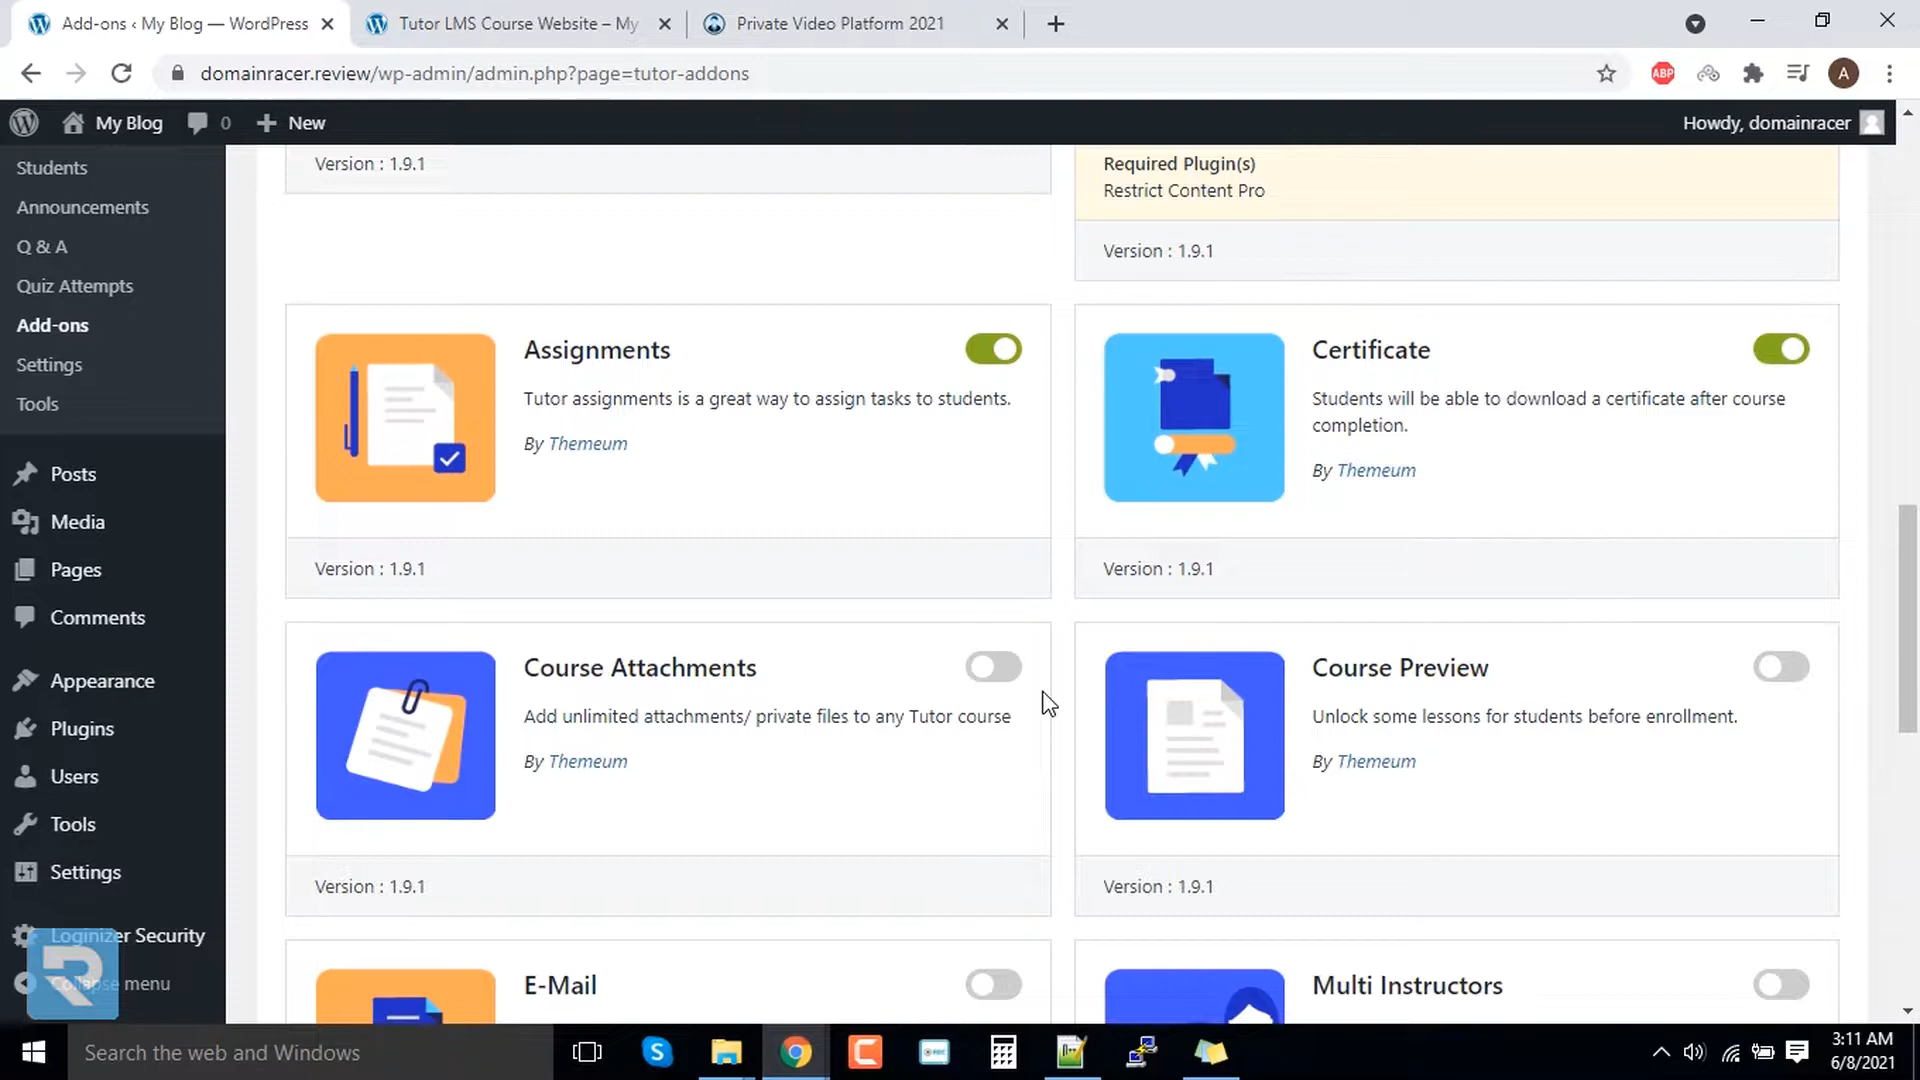 Add-ons ‹ My Blog — WordPress
Tutor LMS Course Website – My
Private Video Platform 2021
domainracer.review/wp-admin/admin.php?page=tutor-addons
ABP
A
My Blog
0
New
Howdy, domainracer
Students
Announcements
Q & A
Quiz Attempts
Add-ons
Settings
Tools
Posts
Media
Pages
Comments
Appearance
Plugins
Users
Tools
Settings
Loginizer Security
Collapse menu
Version : 1.9.1
Required Plugin(s)
Restrict Content Pro
Version : 1.9.1
Assignments
Tutor assignments is a great way to assign tasks to students.
By Themeum
Version : 1.9.1
Certificate
Students will be able to download a certificate after course
completion.
By Themeum
Version : 1.9.1
Course Attachments
Add unlimited attachments/ private files to any Tutor course
By Themeum
Version : 1.9.1
Course Preview
Unlock some lessons for students before enrollment.
By Themeum
Version : 1.9.1
E-Mail
Multi Instructors
Search the web and Windows
3:11 AM
6/8/2021